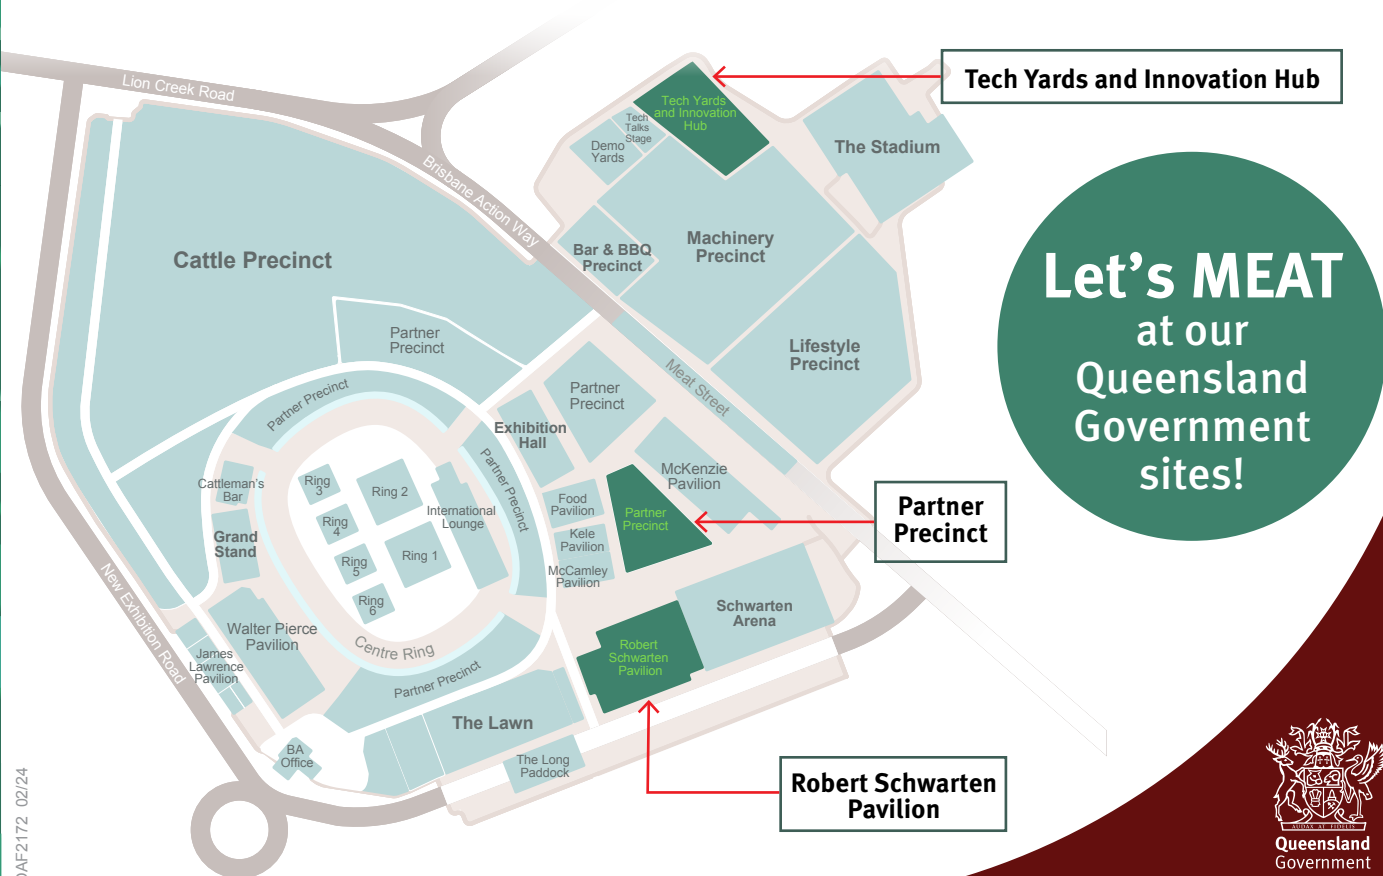 Lion Creek Road
Brisbane Action Way
Tech Yards and Innovation Hub
Tech Yards
and Innovation
Hub
Tech
Talks
Stage
Demo
Yards
The Stadium
Machinery
Precinct
Bar & BBQ
Precinct
Lifestyle
Precinct
Cattle Precinct
Partner
Precinct
Let's MEAT
at our
Queensland
Government
sites!
Meat Street
Partner
Precinct
Partner Precinct
Exhibition
Hall
Partner Precinct
McKenzie
Pavilion
Cattleman's
Bar
Ring
3
Ring 2
International
Lounge
Ring
4
Ring 1
Ring
5
Ring
6
Grand
Stand
Food
Pavilion
Kele
Pavilion
McCamley
Pavilion
Partner
Precinct
Partner
Precinct
Schwarten
Arena
New Exhibition Road
Walter Pierce
Pavilion
Centre Ring
James
Lawrence
Pavilion
Partner Precinct
Robert
Schwarten
Pavilion
The Lawn
BA
Office
The Long
Paddock
Robert Schwarten
Pavilion
DAF2172 02/24
AUDAX AT FIDELIS
Queensland
Government